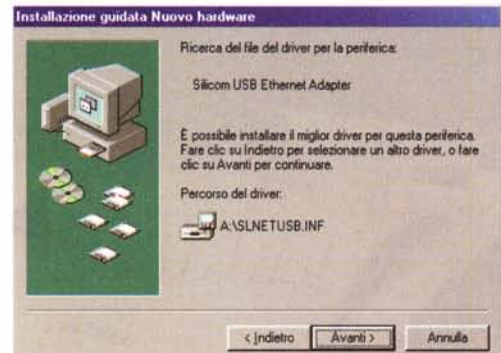 Installazione guidata Nuovo hardware
Ricerca del file del driver per la periferica:
Silicom USB Ethernet Adapter
È possibile installare il miglior driver per questa periferica.
Fare clic su Indietro per selezionare un altro driver, o fare
clic su Avanti per continuare.
Percorso del driver:
A:\SLNETUSB.INF
< Indietro
Avanti >
Annulla